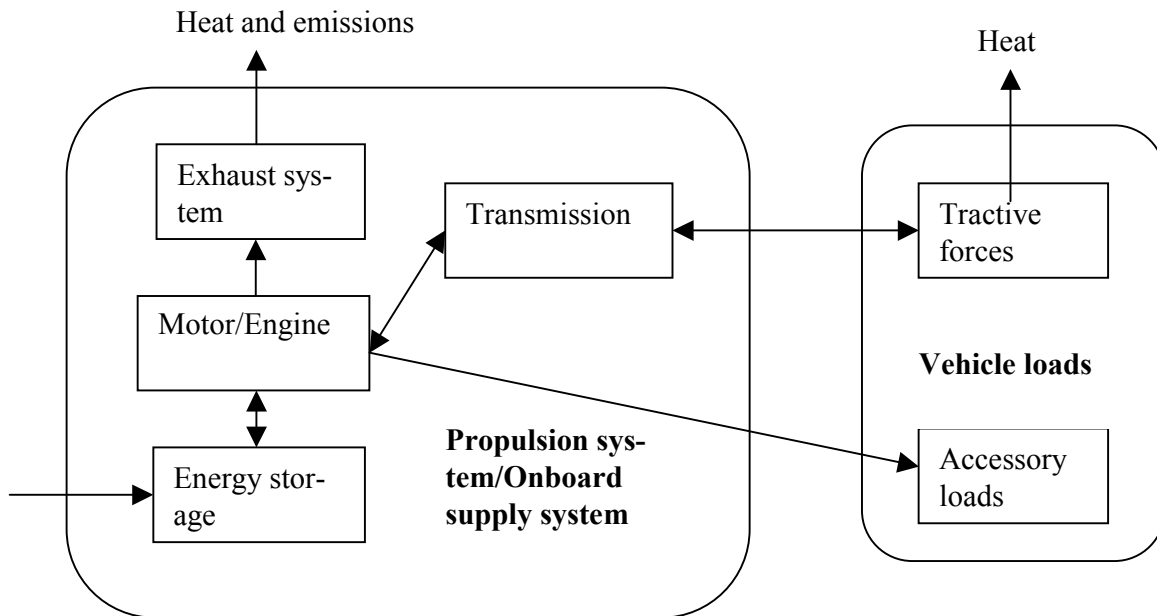 Heat and emissions
Heat
Exhaust sys-
tem
Transmission
Tractive
forces
Motor/Engine
Vehicle loads
Propulsion sys-
tem/Onboard
supply system
Energy stor-
age
Accessory
loads